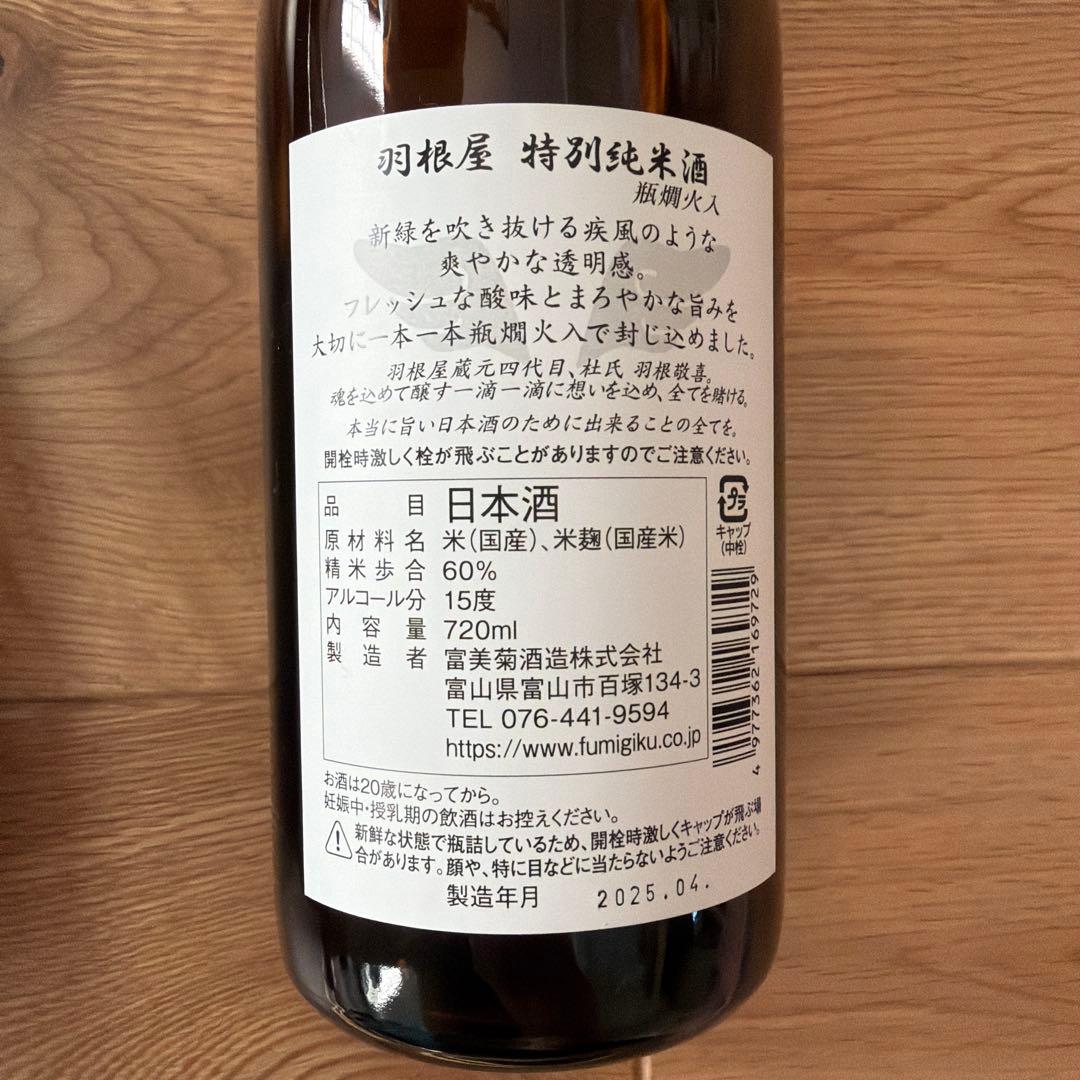 羽根屋 特別純米酒
瓶燗火入
新緑を吹き抜ける疾風のような
爽やかな透明感。
フレッシュな酸味とまろやかな旨みを
大切に一本一本瓶燗火入で封じ込めました。
羽根屋蔵元四代目、杜氏 羽根敬喜。
魂を込めて醸す一滴一滴に想いを込め、全てを賭ける。
本当に旨い日本酒のために出来ることの全てを。
開栓時激しく栓が飛ぶことがありますのでご注意ください。
品目 日本酒
原材料名 米(国産)、米麹(国産米)
精米歩合 60%
アルコール分 15度
内容量 720ml
製造者 富美菊酒造株式会社
富山県富山市百塚134-3
TEL 076-441-9594
https://www.fumigiku.co.jp
プラ
キャップ
(中栓)
4 977362 169729
お酒は20歳になってから。
妊娠中・授乳期の飲酒はお控えください。
新鮮な状態で瓶詰しているため、開栓時激しくキャップが飛ぶ場
合があります。顔や、特に目などに当たらないようご注意ください。
製造年月 2025.04.